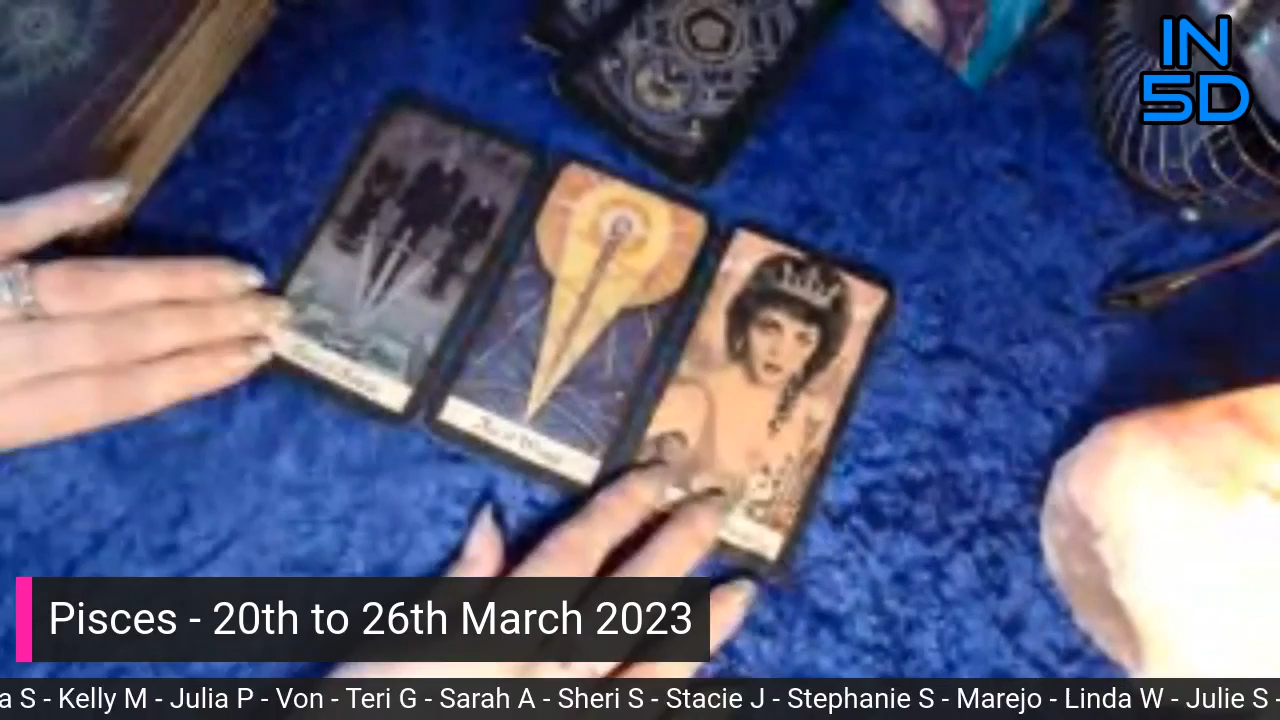 IN
5D
Pisces - 20th to 26th March 2023
a S - Kelly M - Julia P - Von - Teri G - Sarah A - Sheri S - Stacie J - Stephanie S - Marejo - Linda W - Julie S -